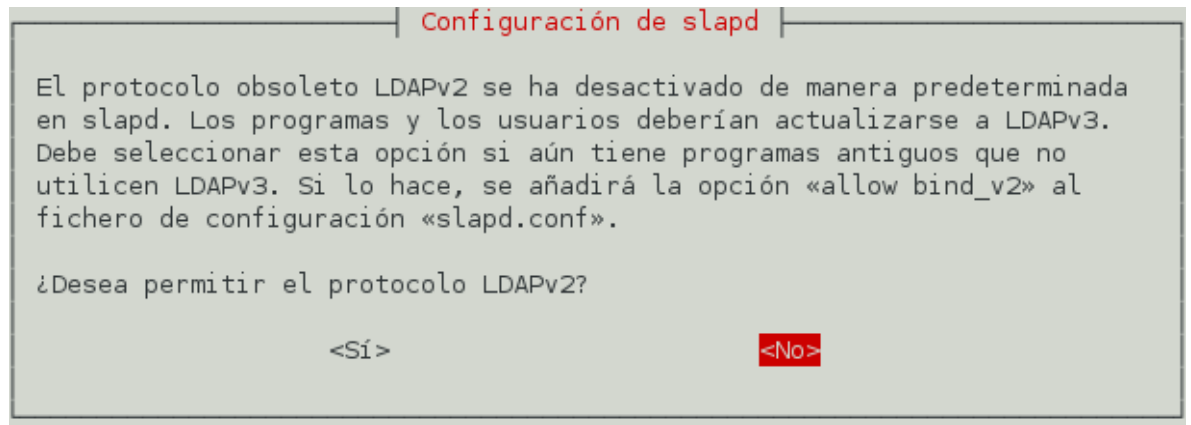 Configuración de slapd
El protocolo obsoleto LDAPv2 se ha desactivado de manera predeterminada
en slapd. Los programas y los usuarios deberían actualizarse a LDAPv3.
Debe seleccionar esta opción si aún tiene programas antiguos que no
utilicen LDAPv3. Si lo hace, se añadirá la opción «allow bind_v2» al
fichero de configuración «slapd.conf».
¿Desea permitir el protocolo LDAPv2?
<Sí> <No>